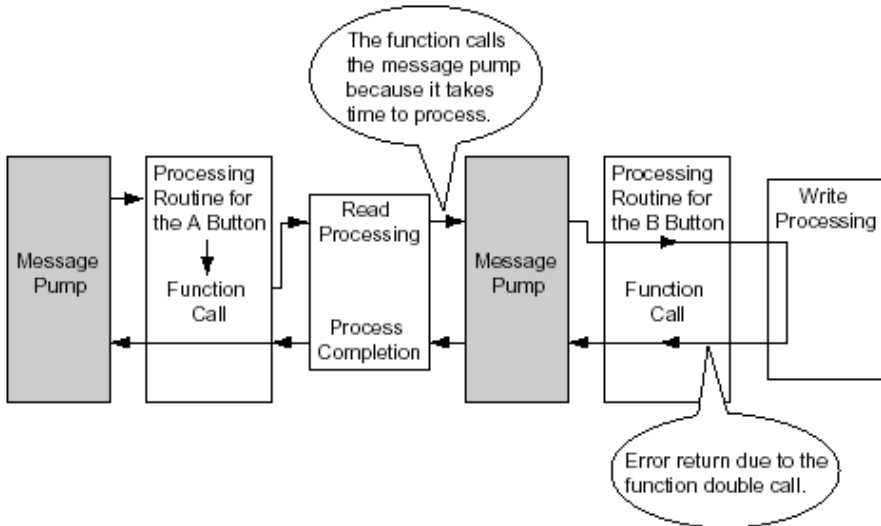 The function calls
the message pump
because it takes
time to process.
Message
Pump
Processing
Routine for
the A Button
Function
Call
Read
Processing
Process
Completion
Message
Pump
Processing
Routine for
the B Button
Function
Call
Write
Processing
Error return due to the
function double call.